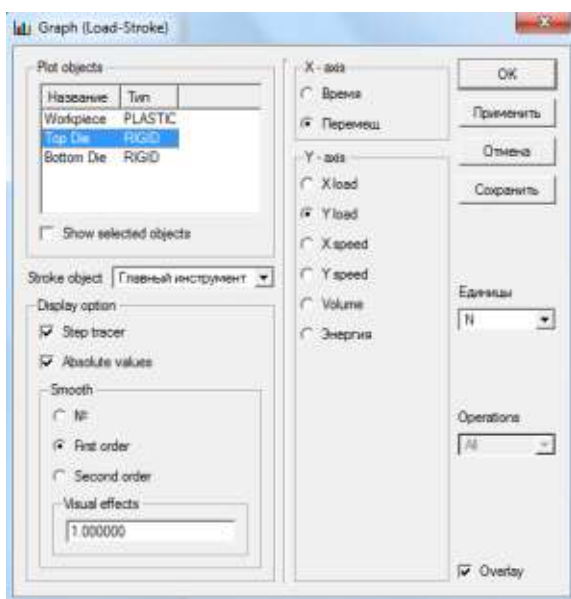 Graph (Load-Stroke)
Plot objects
Название Тип
Workpiece PLASTIC
Top Die RIGID
Bottom Die RIGID
Show selected objects
Stroke object Главный инструмент
Display option
Step tracer
Absolute values
Smooth
№
First order
Second order
Visual effects
1.000000
X - axis
Время
Перемещ
Y - axis
X load
Y load
X speed
Y speed
Volume
Энергия
OK
Применить
Отмена
Сохранить
Единицы
N
Operations
All
Overlay